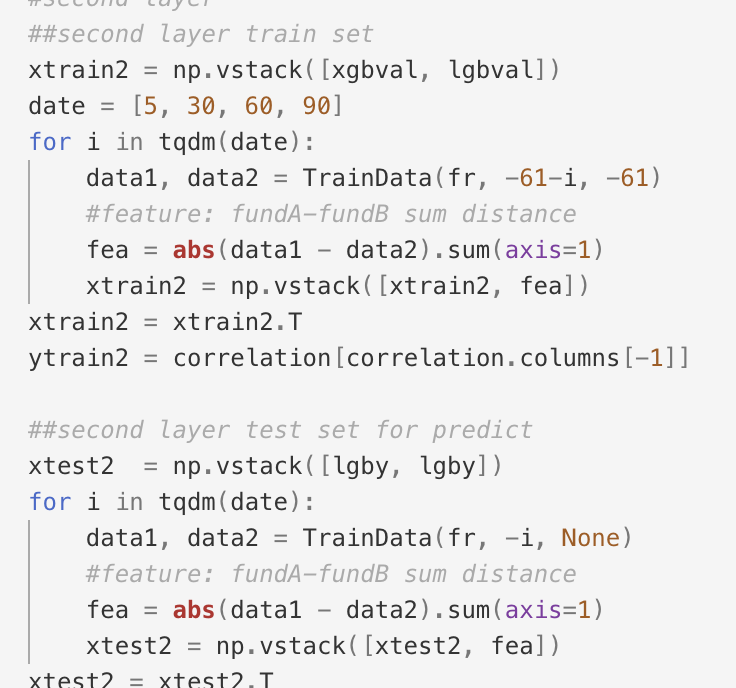 #second layer
##second layer train set
xtrain2 = np.vstack([xgbval, lgbval])
date = [5, 30, 60, 90]
for i in tqdm(date):
    data1, data2 = TrainData(fr, -61-i, -61)
    #feature: fundA-fundB sum distance
    fea = abs(data1 - data2).sum(axis=1)
    xtrain2 = np.vstack([xtrain2, fea])
xtrain2 = xtrain2.T
ytrain2 = correlation[correlation.columns[-1]]
##second layer test set for predict
xtest2  = np.vstack([lgby, lgby])
for i in tqdm(date):
    data1, data2 = TrainData(fr, -i, None)
    #feature: fundA-fundB sum distance
    fea = abs(data1 - data2).sum(axis=1)
    xtest2 = np.vstack([xtest2, fea])
xtest2 = xtest2.T